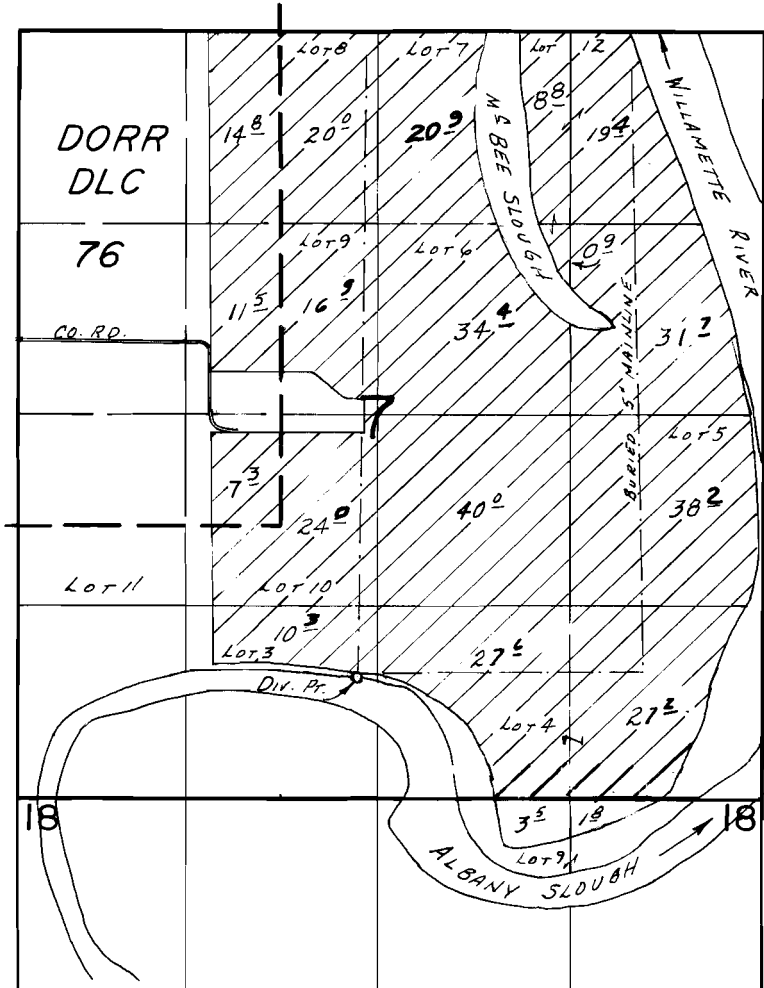 LOT 8
LOT 7
LOT 12
DORR
DLC
76
14.8
20.0
20.9
8.8
19.4
MCBEE SLOUGH
WILLAMETTE RIVER
LOT 9
LOT 6
0.9
11.5
16.9
34.4
31.7
CO. RD.
BURIED 5" MAINLINE
7
LOT 5
7.3
24.0
40.0
38.2
LOT 11
LOT 10
10.3
LOT 3
27.6
DIV. PT.
LOT 4
27.2
18
3.5
1.8
18
LOT 9
ALBANY SLOUGH